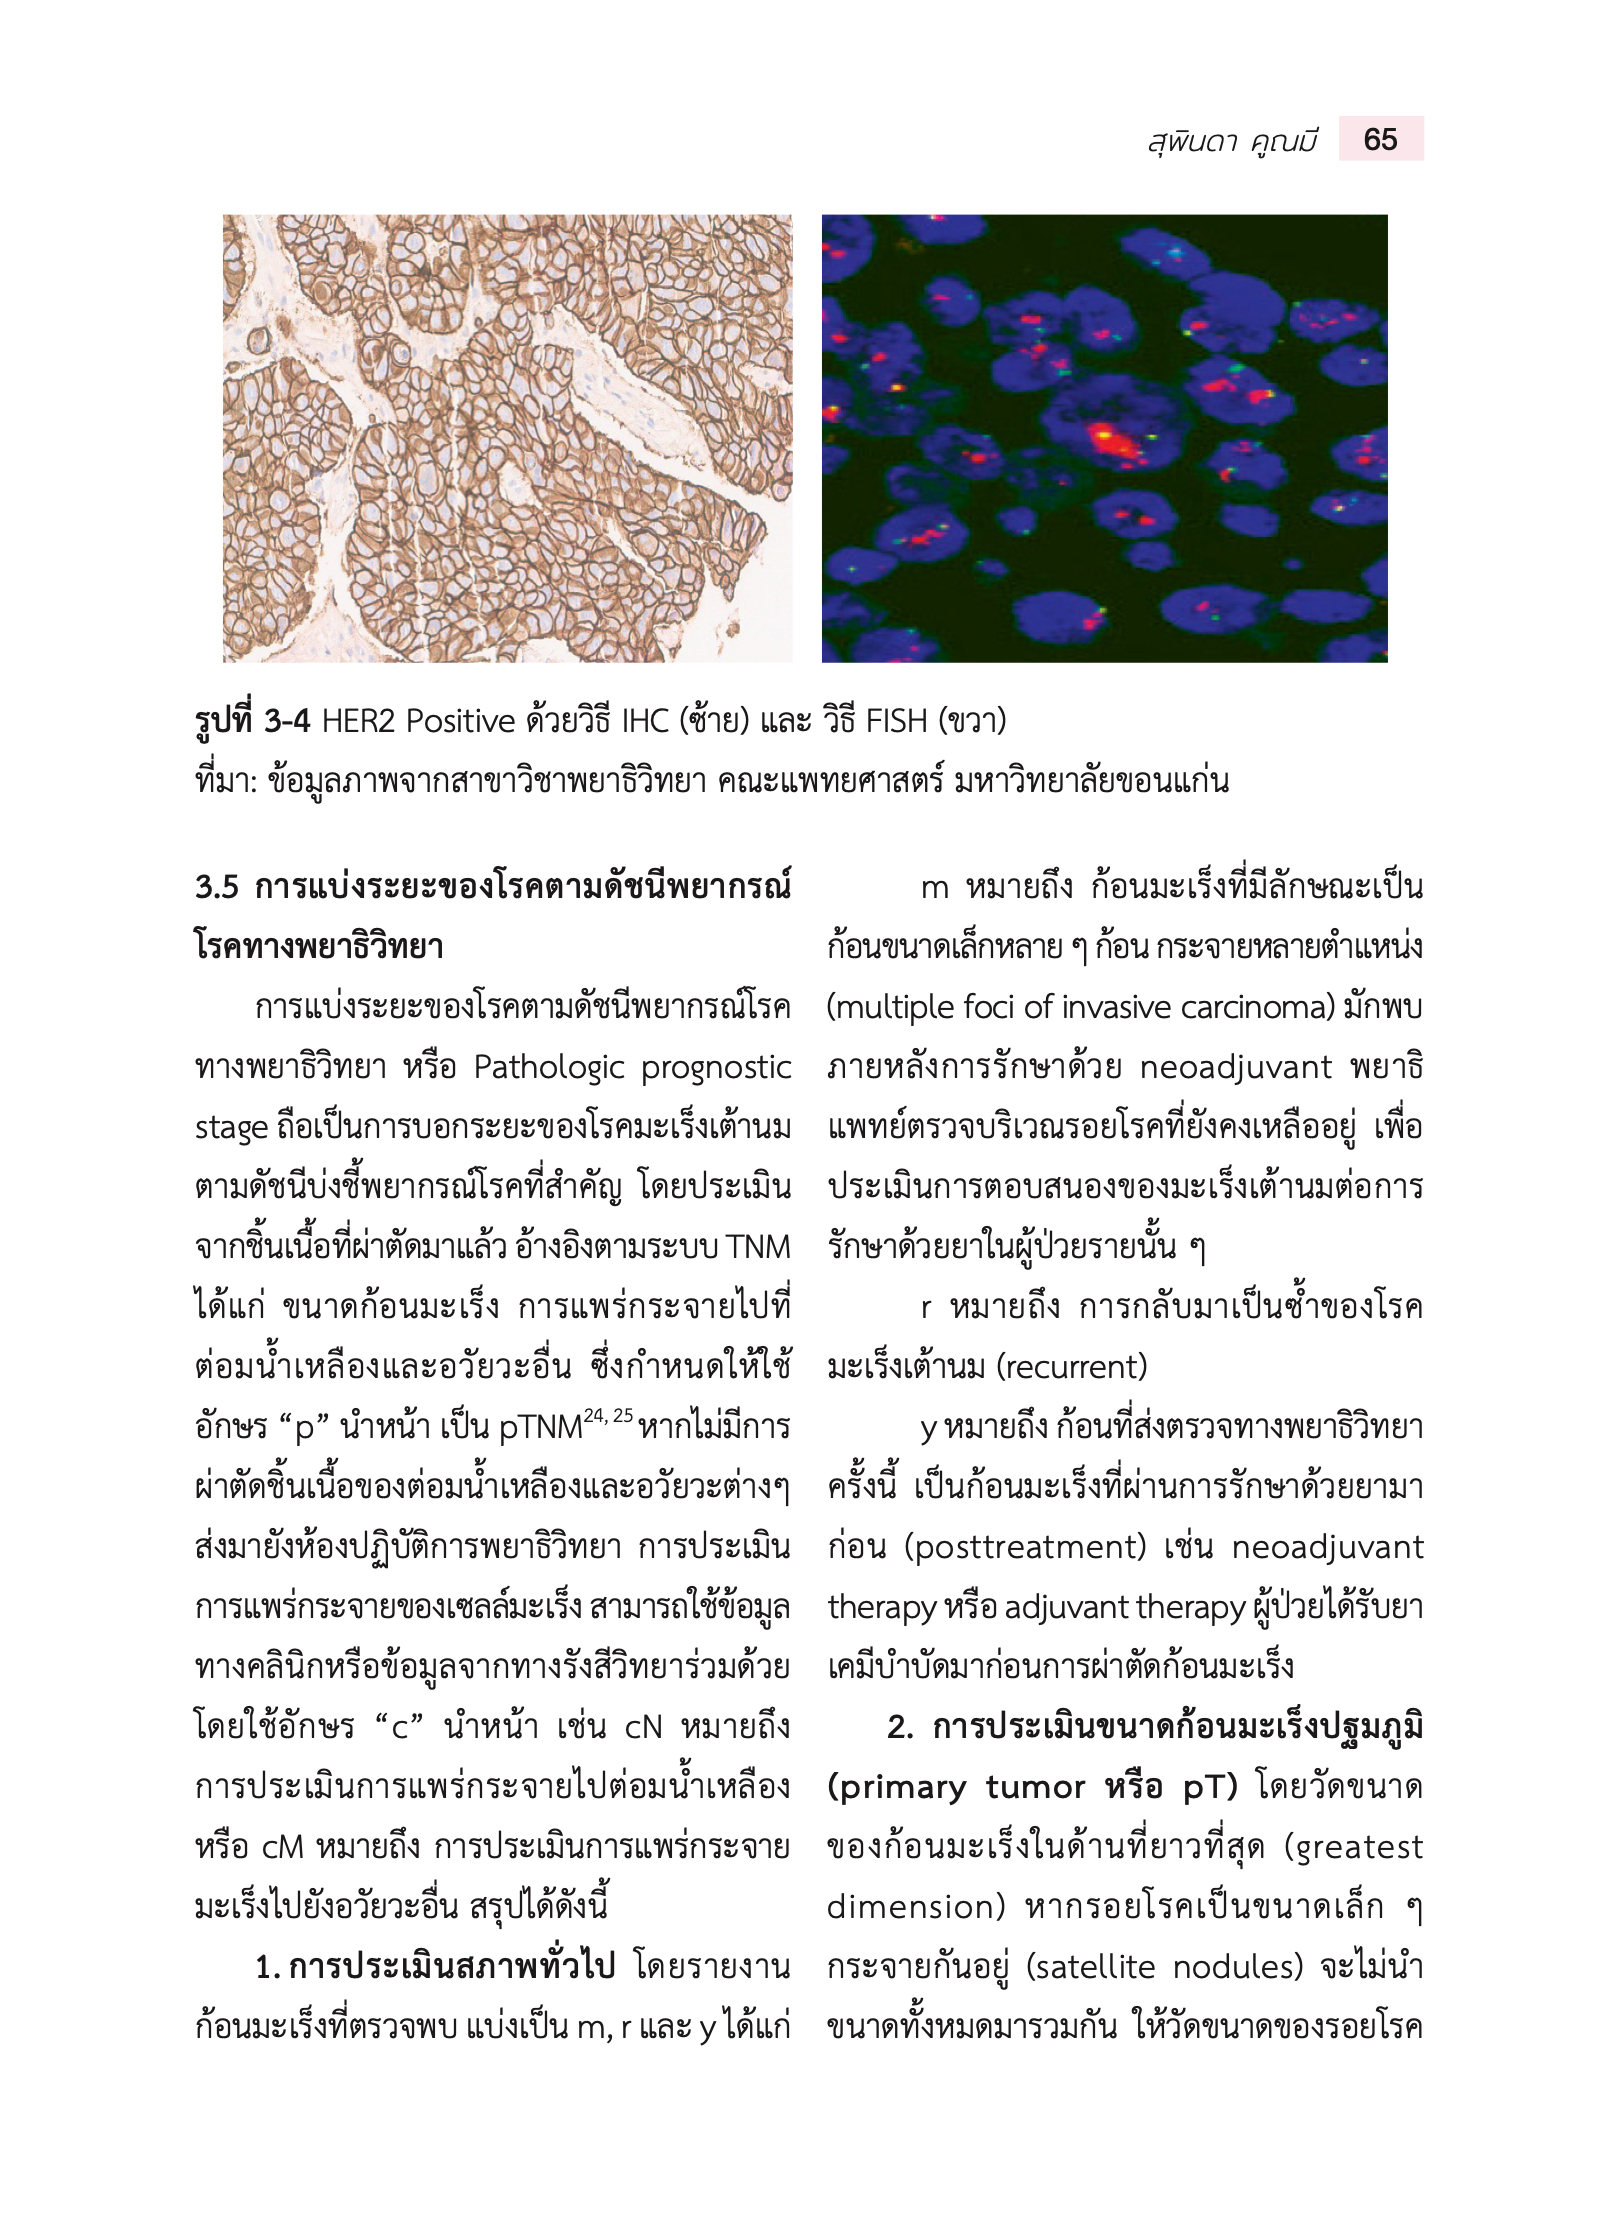 สุพินดา คูณมี 65
รูปที่ 3-4 HER2 Positive ด้วยวิธี IHC (ซ้าย) และ วิธี FISH (ขวา)
ที่มา: ข้อมูลภาพจากสาขาวิชาพยาธิวิทยา คณะแพทยศาสตร์ มหาวิทยาลัยขอนแก่น
3.5 การแบ่งระยะของโรคตามดัชนีพยากรณ์
โรคทางพยาธิวิทยา
การแบ่งระยะของโรคตามดัชนีพยากรณ์โรค
ทางพยาธิวิทยา หรือ Pathologic prognostic
stage ถือเป็นการบอกระยะของโรคมะเร็งเต้านม
ตามดัชนีบ่งชี้พยากรณ์โรคที่สำคัญ โดยประเมิน
จากชิ้นเนื้อที่ผ่าตัดมาแล้ว อ้างอิงตามระบบ TNM
ได้แก่ ขนาดก้อนมะเร็ง การแพร่กระจายไปที่
ต่อมน้ำเหลืองและอวัยวะอื่น ซึ่งกำหนดให้ใช้
อักษร “p” นำหน้า เป็น pTNM24, 25 หากไม่มีการ
ผ่าตัดชิ้นเนื้อของต่อมน้ำเหลืองและอวัยวะต่างๆ
ส่งมายังห้องปฏิบัติการพยาธิวิทยา การประเมิน
การแพร่กระจายของเซลล์มะเร็ง สามารถใช้ข้อมูล
ทางคลินิกหรือข้อมูลจากทางรังสีวิทยาร่วมด้วย
โดยใช้อักษร “c” นำหน้า เช่น cN หมายถึง
การประเมินการแพร่กระจายไปต่อมน้ำเหลือง
หรือ cM หมายถึง การประเมินการแพร่กระจาย
มะเร็งไปยังอวัยวะอื่น สรุปได้ดังนี้
1. การประเมินสภาพทั่วไป โดยรายงาน
ก้อนมะเร็งที่ตรวจพบ แบ่งเป็น m, r และ y ได้แก่
m หมายถึง ก้อนมะเร็งที่มีลักษณะเป็น
ก้อนขนาดเล็กหลาย ๆ ก้อน กระจายหลายตำแหน่ง
(multiple foci of invasive carcinoma) มักพบ
ภายหลังการรักษาด้วย neoadjuvant พยาธิ
แพทย์ตรวจบริเวณรอยโรคที่ยังคงเหลืออยู่ เพื่อ
ประเมินการตอบสนองของมะเร็งเต้านมต่อการ
รักษาด้วยยาในผู้ป่วยรายนั้น ๆ
r หมายถึง การกลับมาเป็นซ้ำของโรค
มะเร็งเต้านม (recurrent)
y หมายถึง ก้อนที่ส่งตรวจทางพยาธิวิทยา
ครั้งนี้ เป็นก้อนมะเร็งที่ผ่านการรักษาด้วยยามา
ก่อน (posttreatment) เช่น neoadjuvant
therapy หรือ adjuvant therapy ผู้ป่วยได้รับยา
เคมีบำบัดมาก่อนการผ่าตัดก้อนมะเร็ง
2. การประเมินขนาดก้อนมะเร็งปฐมภูมิ
(primary tumor หรือ pT) โดยวัดขนาด
ของก้อนมะเร็งในด้านที่ยาวที่สุด (greatest
dimension) หากรอยโรคเป็นขนาดเล็ก ๆ
กระจายกันอยู่ (satellite nodules) จะไม่นำ
ขนาดทั้งหมดมารวมกัน ให้วัดขนาดของรอยโรค